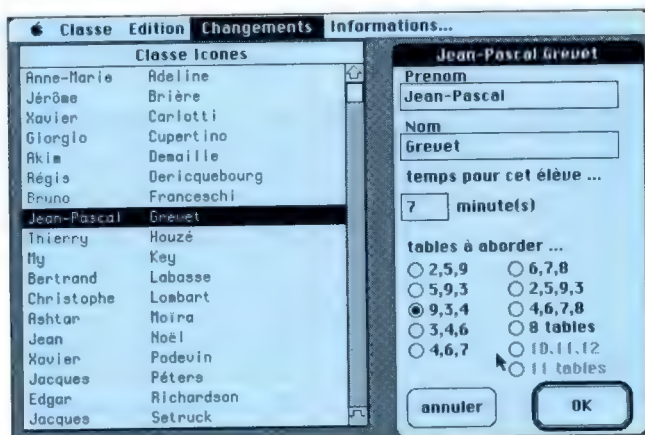 Classe Edition Changements Informations...
Classe Icones
Anne-Marie Adeline
Jérôme Brière
Xavier Carlotti
Giorgio Cupertino
Akim Demaille
Régis Dericquebourg
Bruno Franceschi
Jean-Pascal Grevet
Thierry Houzé
My Key
Bertrand Labasse
Christophe Lombart
Ashtar Moïra
Jean Noël
Xavier Podevin
Jacques Péters
Edgar Richardson
Jacques Setruck
Jean-Pascal Grevet
Prenom
Jean-Pascal
Nom
Grevet
temps pour cet élève ...
7 minute(s)
tables à aborder ...
2,5,9 6,7,8
5,9,3 2,5,9,3
9,3,4 4,6,7,8
3,4,6 8 tables
4,6,7 10,11,12
11 tables
annuler OK